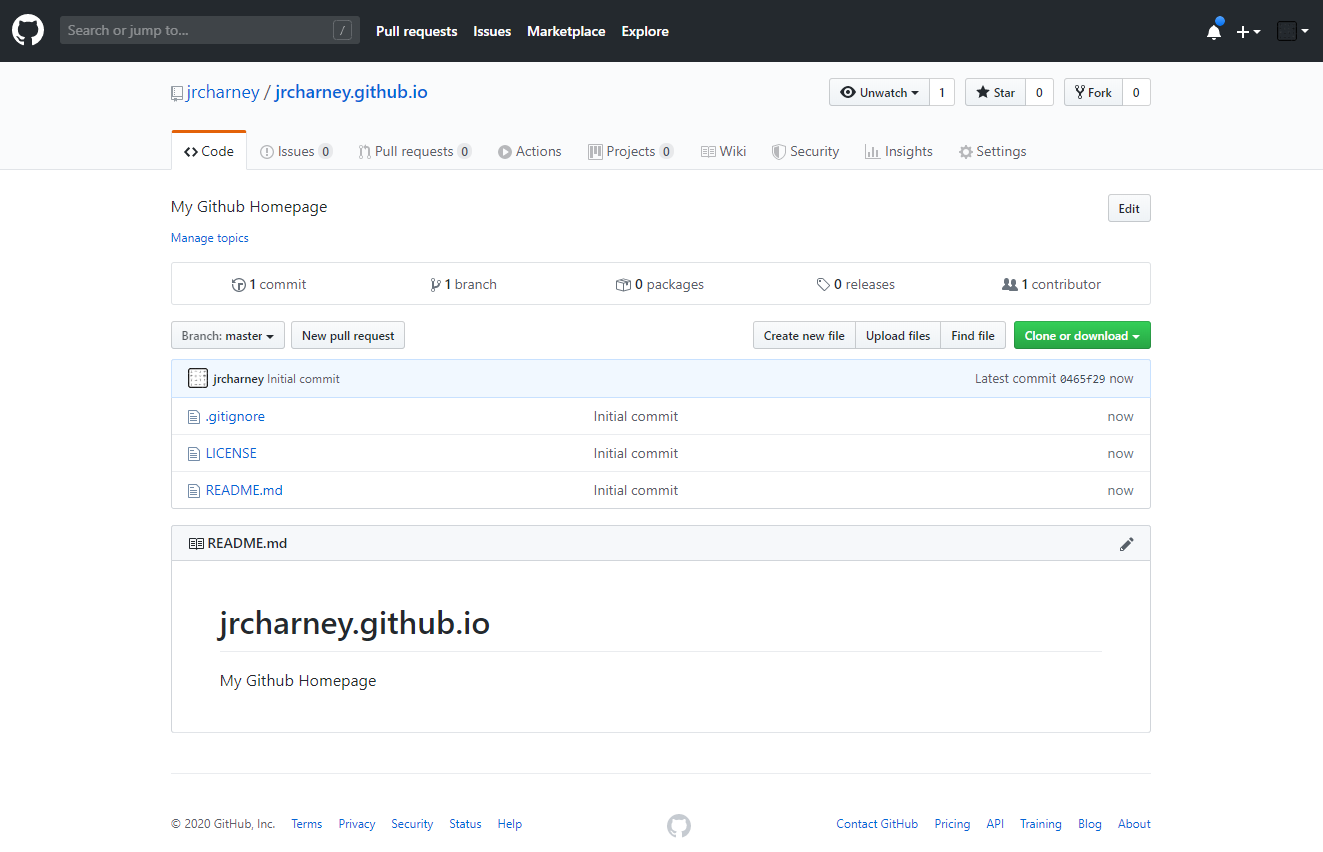 Search or jump to... / Pull requests Issues Marketplace Explore
jrcharney / jrcharney.github.io Unwatch 1 Star 0 Fork 0
Code Issues 0 Pull requests 0 Actions Projects 0 Wiki Security Insights Settings
My Github Homepage Edit
Manage topics
1 commit 1 branch 0 packages 0 releases 1 contributor
Branch: master New pull request Create new file Upload files Find file Clone or download
jrcharney Initial commit Latest commit 0465f29 now
.gitignore Initial commit now
LICENSE Initial commit now
README.md Initial commit now
README.md
jrcharney.github.io
My Github Homepage
© 2020 GitHub, Inc. Terms Privacy Security Status Help Contact GitHub Pricing API Training Blog About